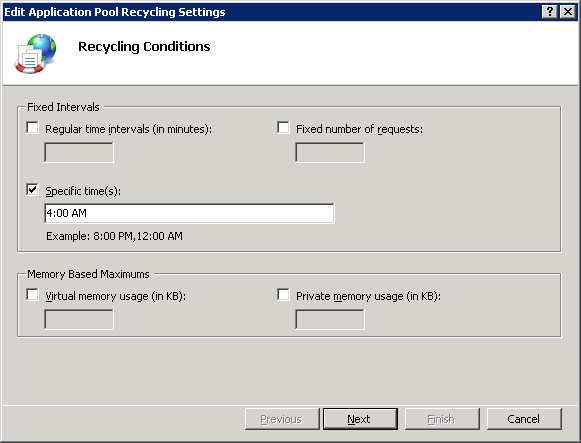 Edit Application Pool Recycling Settings
Recycling Conditions
Fixed Intervals
Regular time intervals (in minutes):
Fixed number of requests:
Specific time(s):
4:00 AM
Example: 8:00 PM,12:00 AM
Memory Based Maximums
Virtual memory usage (in KB):
Private memory usage (in KB):
Previous
Next
Finish
Cancel